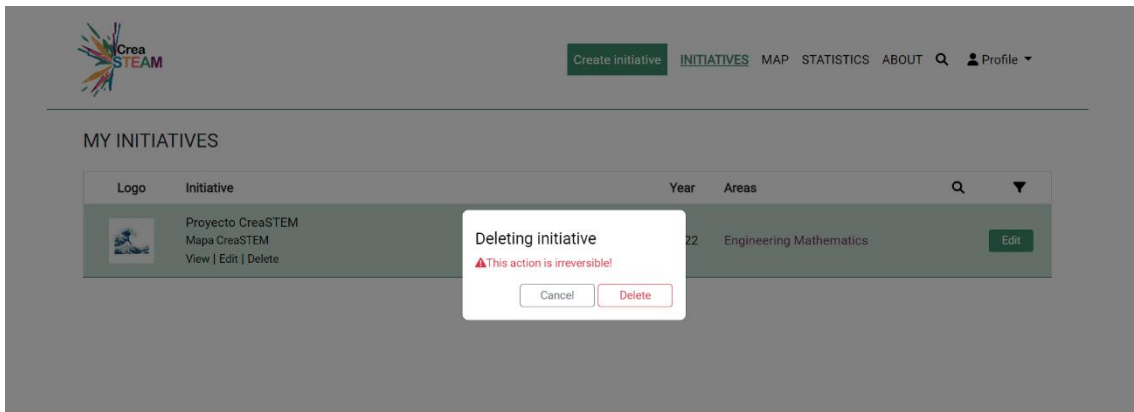 Crea
STEAM
Create initiative INITIATIVES MAP STATISTICS ABOUT Profile
MY INITIATIVES
Logo Initiative Year Areas
Proyecto CreaSTEM
Mapa CreaSTEM
View | Edit | Delete
22 Engineering Mathematics Edit
Deleting initiative
This action is irreversible!
Cancel Delete